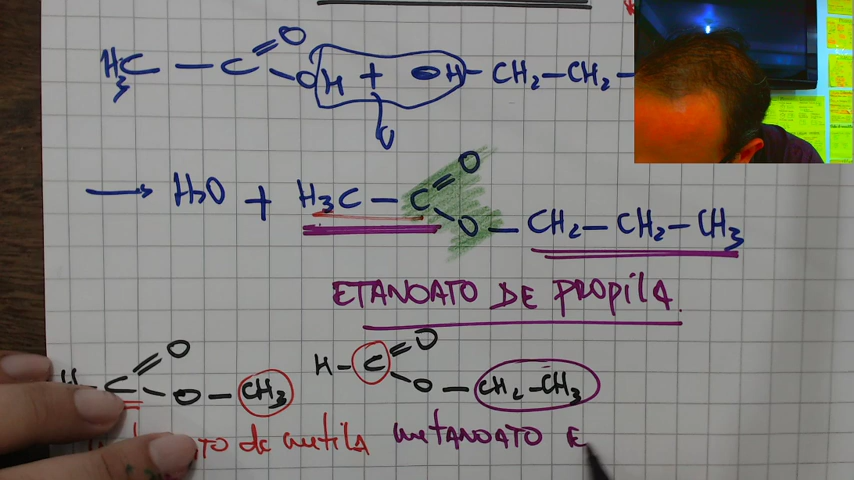 H₃C — C = O OH + OH — CH₂ — CH₂ —
→ H₂O + H₃C — C = O O — CH₂ — CH₂ — CH₃
ETANOATO DE PROPILA
C = O O — CH₃ H — C = O O — CH₂ — CH₃
de metila metANOATO E